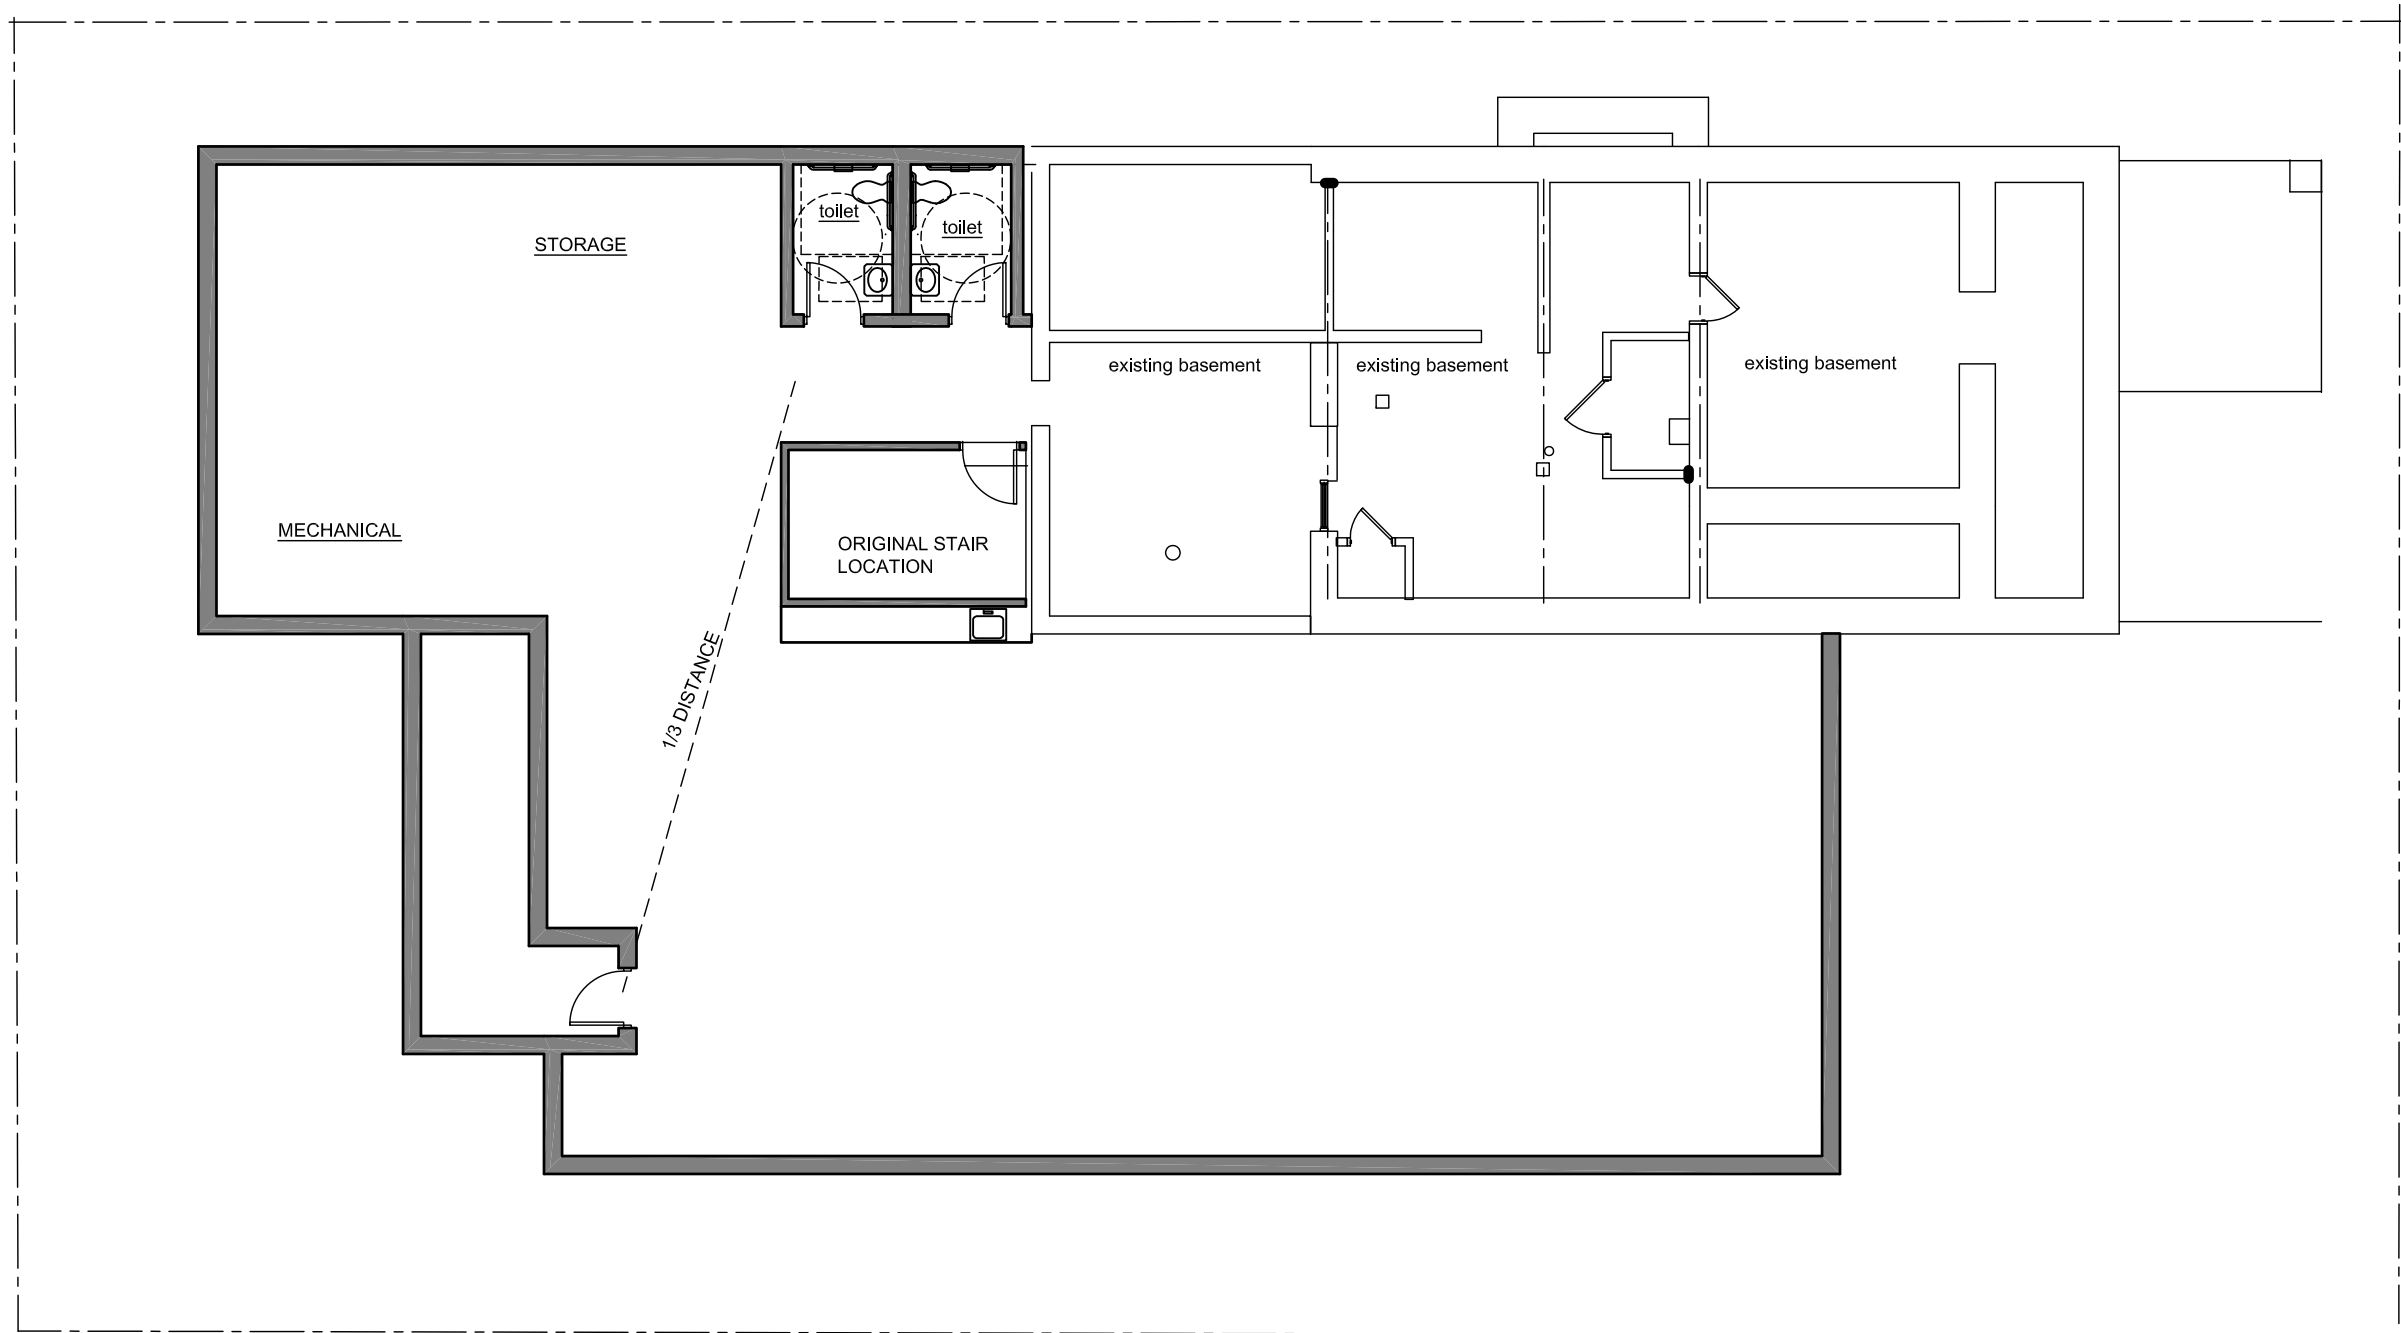 toilet
toilet
STORAGE
existing basement
existing basement
existing basement
MECHANICAL
ORIGINAL STAIR
LOCATION
1/3 DISTANCE